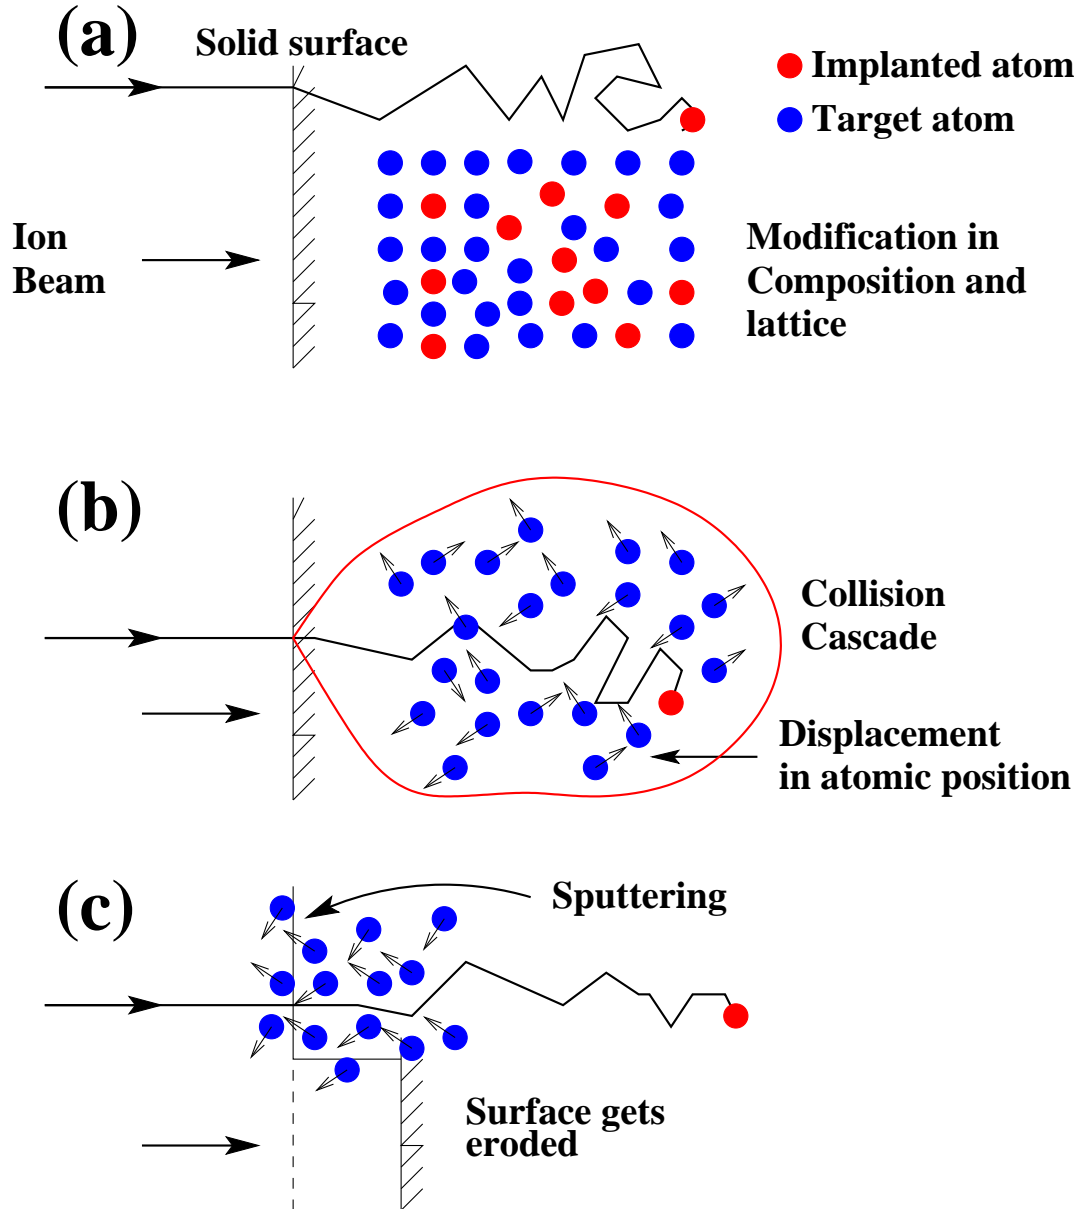 (a)
Solid surface
Implanted atom
Target atom
Ion
Beam
Modification in
Composition and
lattice
(b)
Collision
Cascade
Displacement
in atomic position
(c)
Sputtering
Surface gets
eroded